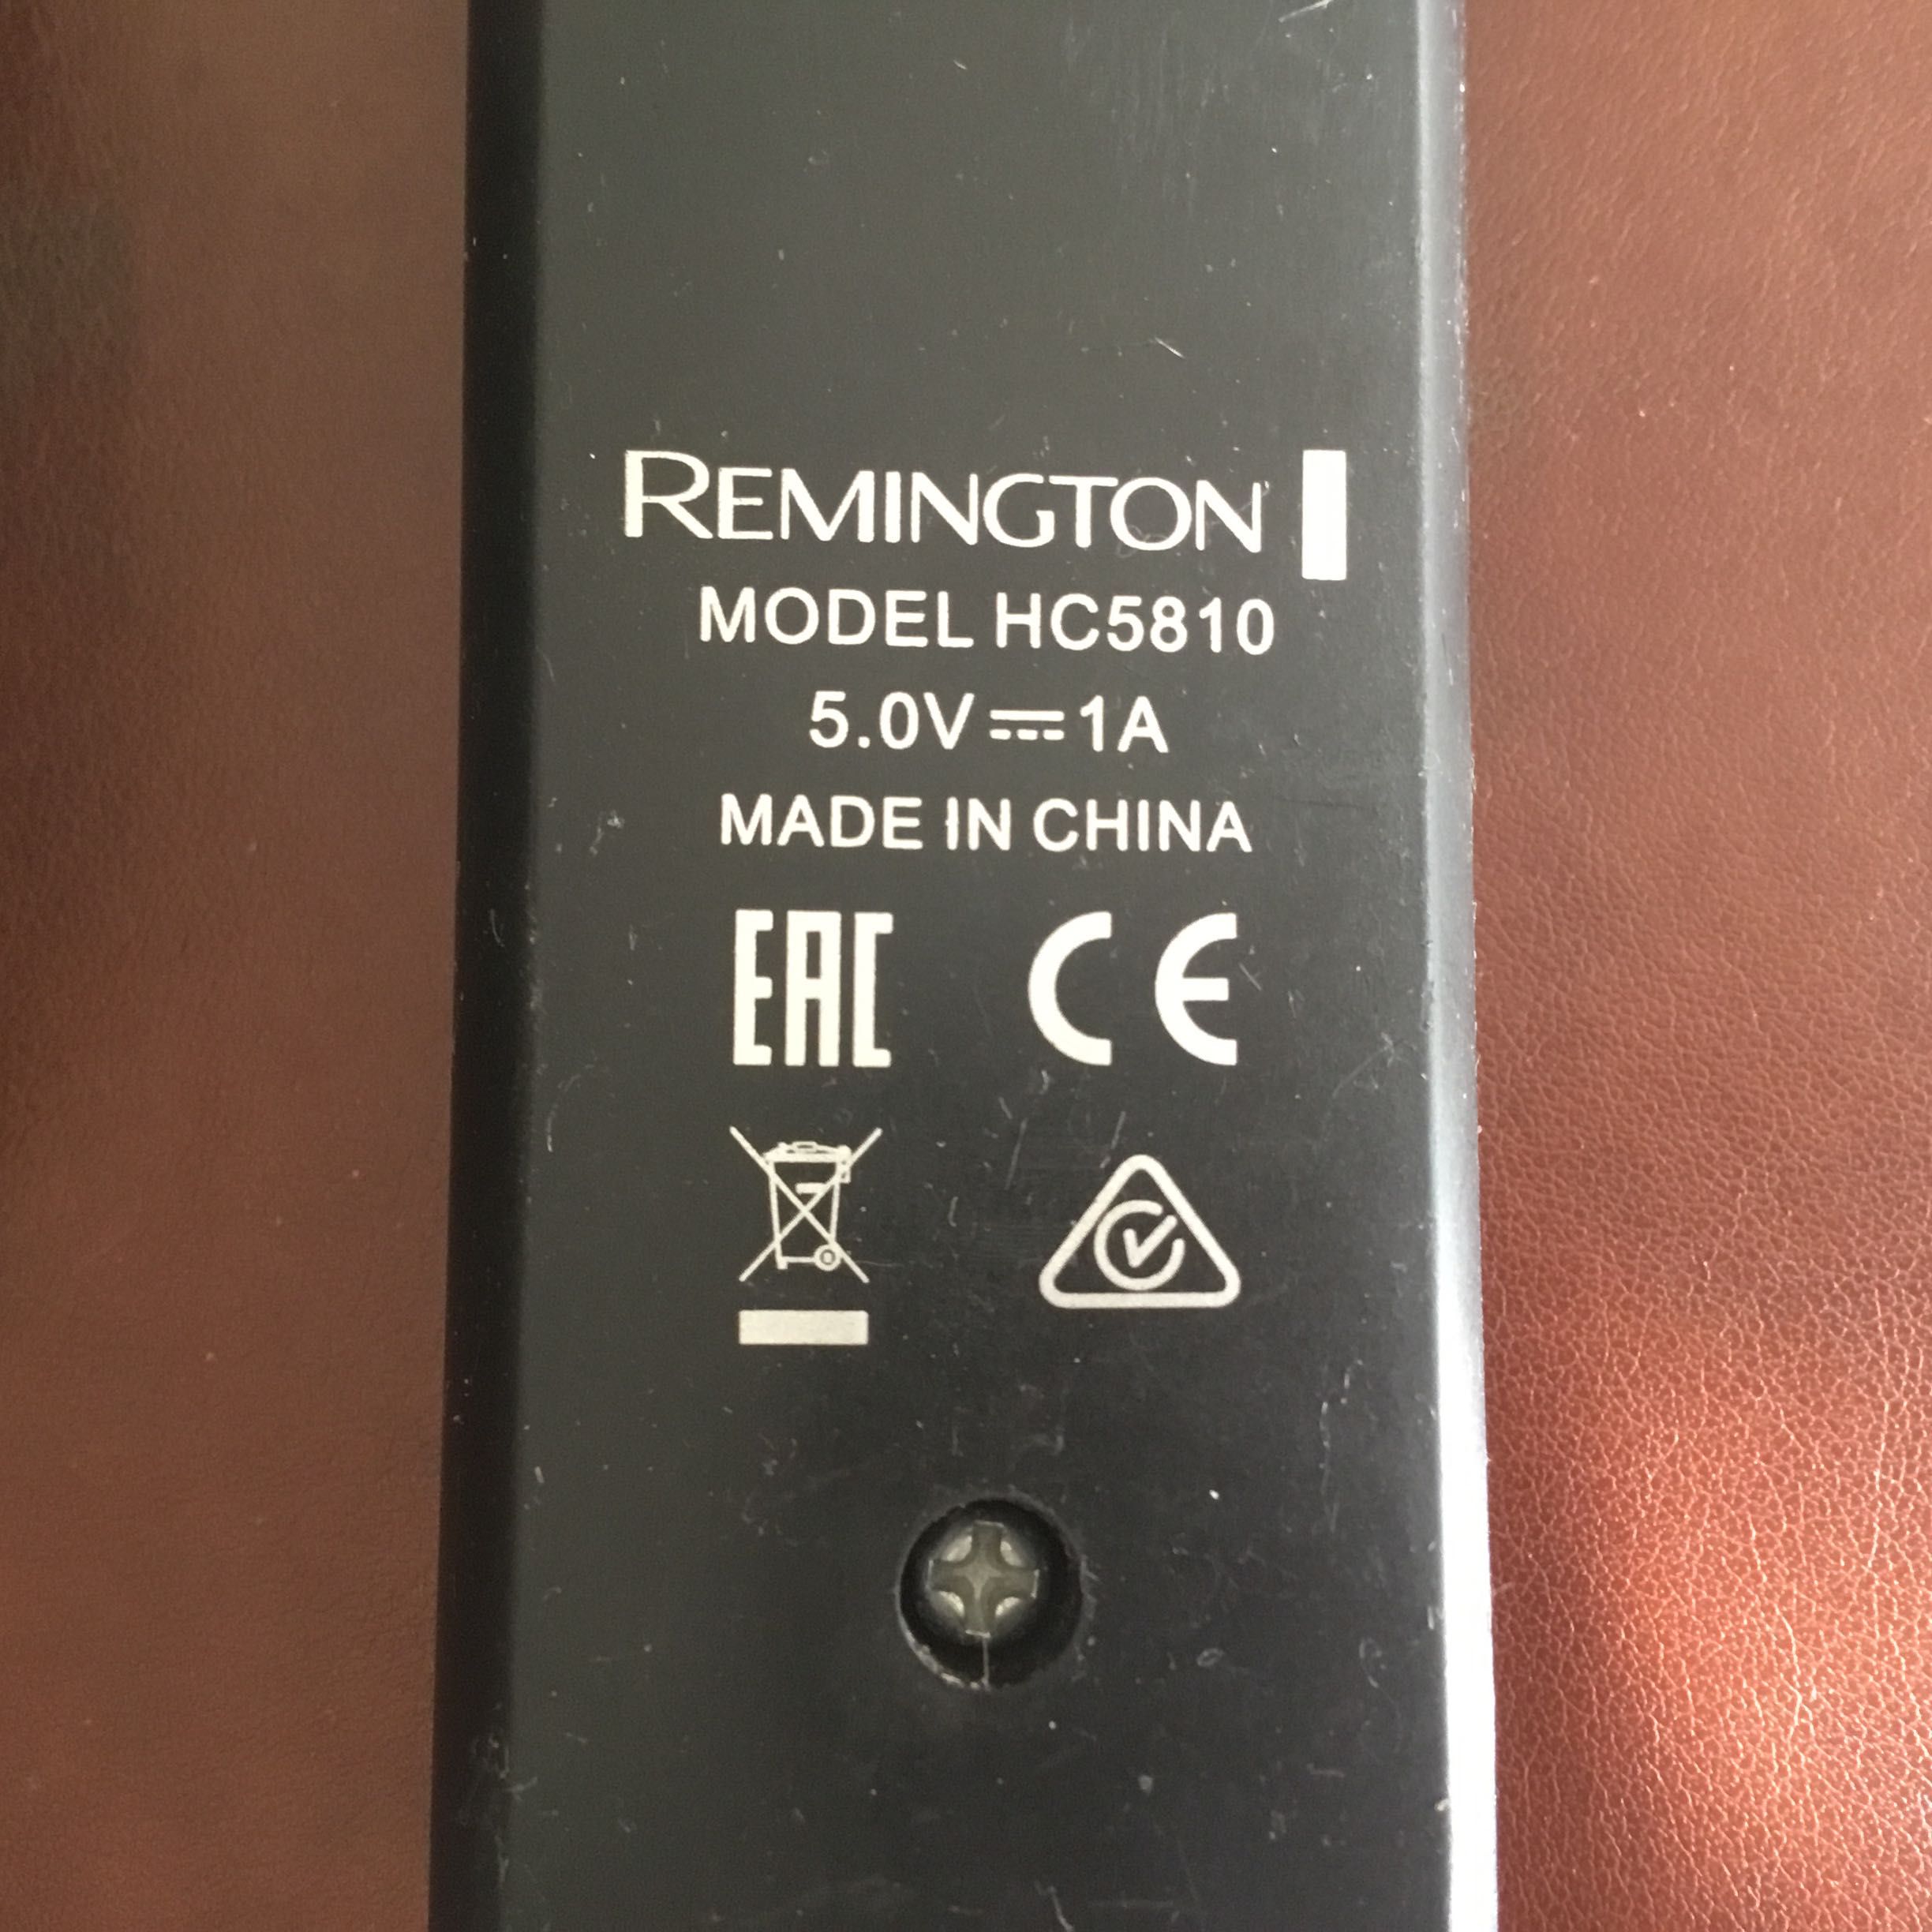 REMINGTON
MODEL HC5810
5.0V⎓1A
MADE IN CHINA
EAC CE